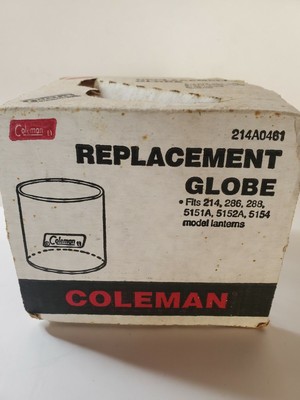 Coleman
214A0461
REPLACEMENT
GLOBE
• Fits 214, 286, 288,
5151A, 5152A, 5154
model lanterns
Coleman
COLEMAN